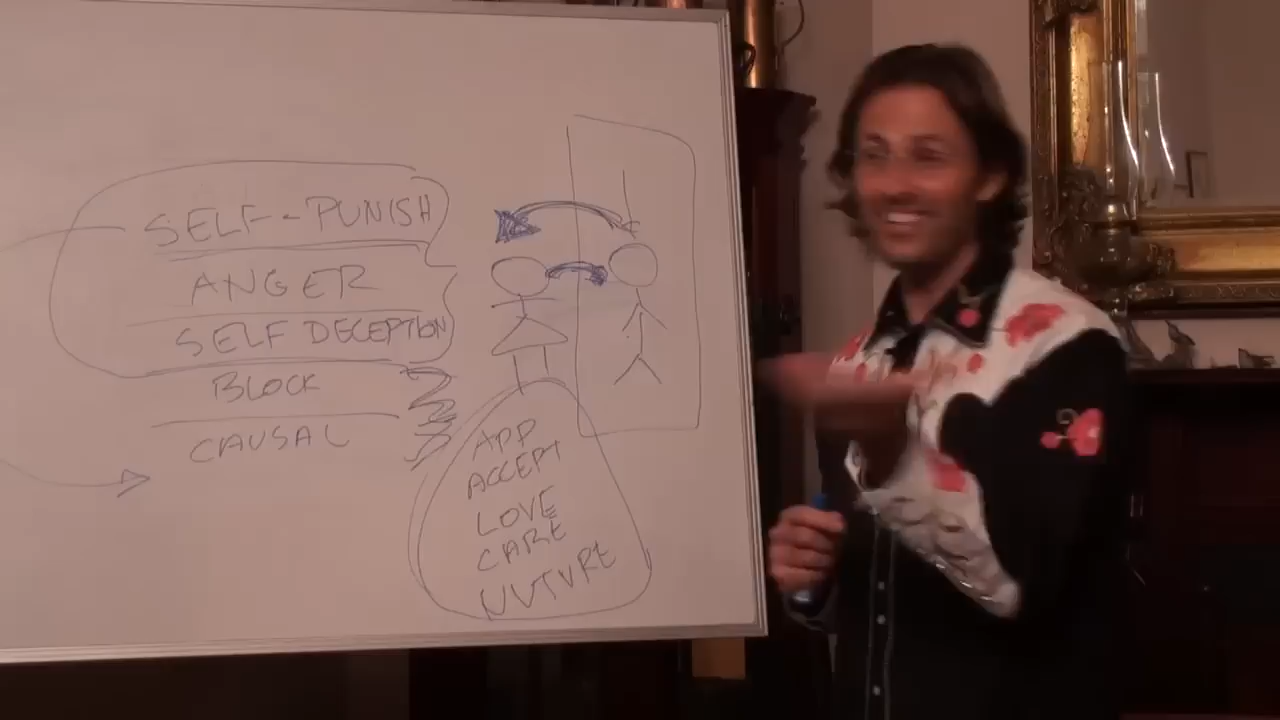 SELF-PUNISH
ANGER
SELF DECEPTION
BLOCK
CAUSAL
APP
ACCEPT
LOVE
CARE
NUTURE